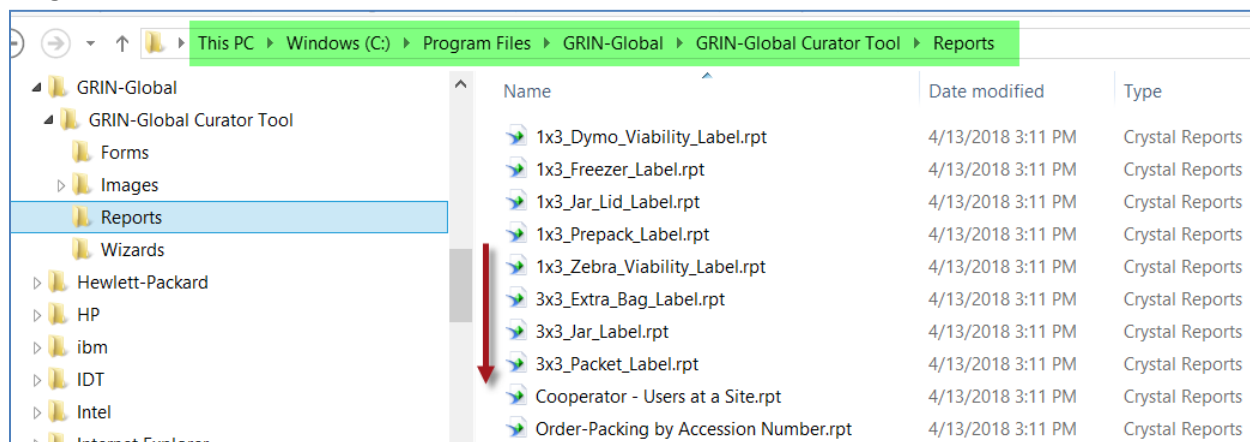 This PC Windows (C:) Program Files GRIN-Global GRIN-Global Curator Tool Reports
GRIN-Global
GRIN-Global Curator Tool
Forms
Images
Reports
Wizards
Hewlett-Packard
HP
ibm
IDT
Intel
Internet Explorer
Name Date modified Type
1x3_Dymo_Viability_Label.rpt 4/13/2018 3:11 PM Crystal Reports
1x3_Freezer_Label.rpt 4/13/2018 3:11 PM Crystal Reports
1x3_Jar_Lid_Label.rpt 4/13/2018 3:11 PM Crystal Reports
1x3_Prepack_Label.rpt 4/13/2018 3:11 PM Crystal Reports
1x3_Zebra_Viability_Label.rpt 4/13/2018 3:11 PM Crystal Reports
3x3_Extra_Bag_Label.rpt 4/13/2018 3:11 PM Crystal Reports
3x3_Jar_Label.rpt 4/13/2018 3:11 PM Crystal Reports
3x3_Packet_Label.rpt 4/13/2018 3:11 PM Crystal Reports
Cooperator - Users at a Site.rpt 4/13/2018 3:11 PM Crystal Reports
Order-Packing by Accession Number.rpt 4/13/2018 3:11 PM Crystal Reports